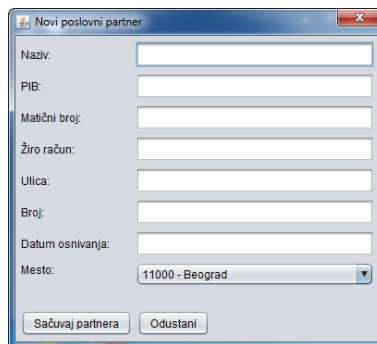 Novi poslovni partner
Naziv:
PIB:
Matični broj:
Žiro račun:
Ulica:
Broj:
Datum osnivanja:
Mesto: 11000 - Beograd
Sačuvaj partnera Odustani